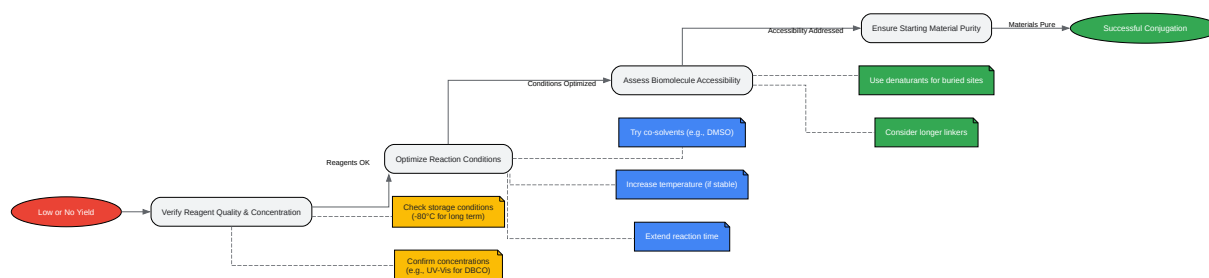 Ensure Starting Material Purity
Materials Pure
Successful Conjugation
Accessibility Addressed
Assess Biomolecule Accessibility
Use denaturants for buried sites
Conditions Optimized
Consider longer linkers
Try co-solvents (e.g., DMSO)
Optimize Reaction Conditions
Reagents OK
Increase temperature (if stable)
Low or No Yield
Verify Reagent Quality & Concentration
Check storage conditions
(-80°C for long term)
Extend reaction time
Confirm concentrations
(e.g., UV-Vis for DBCO)